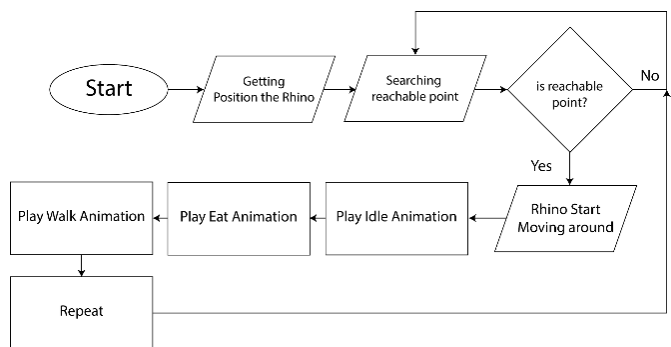 Start
Getting
Position the Rhino
Searching
reachable point
is reachable
point?
No
Yes
Rhino Start
Moving around
Play Idle Animation
Play Eat Animation
Play Walk Animation
Repeat